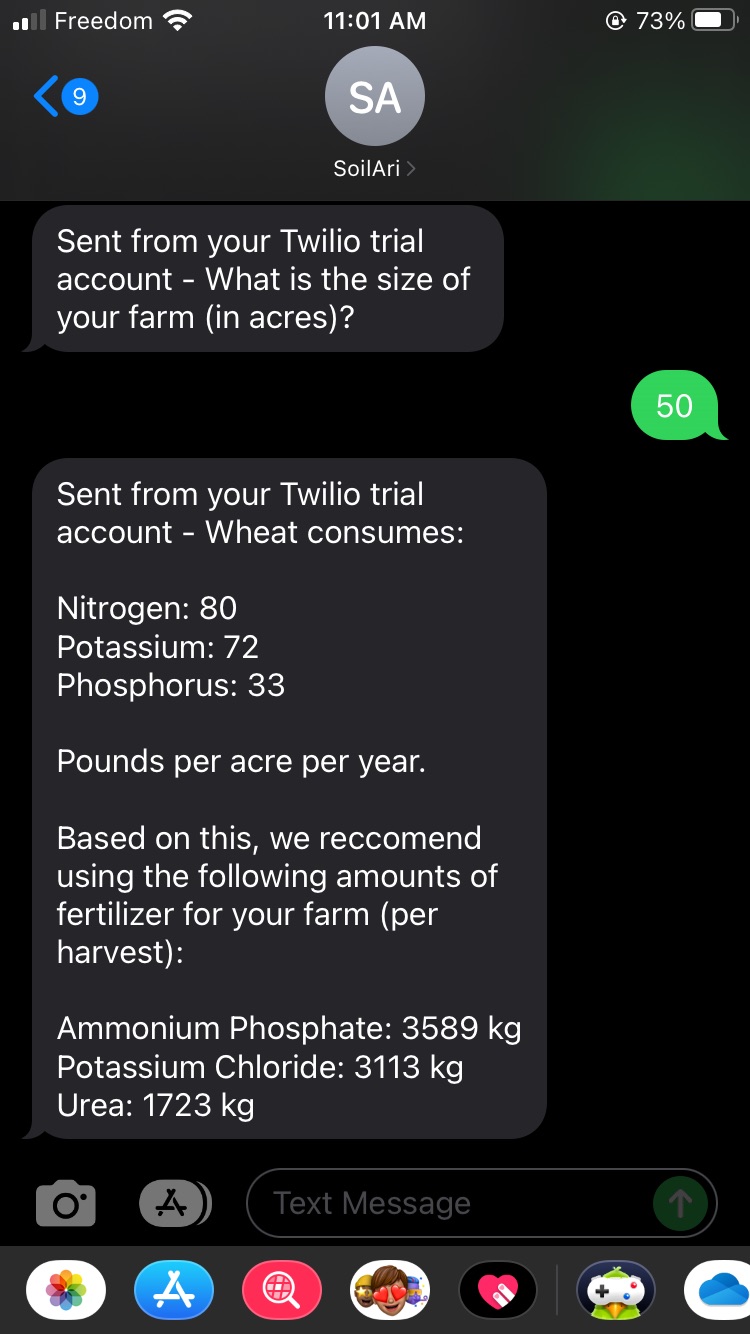 Freedom 11:01 AM 73%
9
SA
SoilAri
Sent from your Twilio trial
account - What is the size of
your farm (in acres)?
50
Sent from your Twilio trial
account - Wheat consumes:
Nitrogen: 80
Potassium: 72
Phosphorus: 33
Pounds per acre per year.
Based on this, we reccomend
using the following amounts of
fertilizer for your farm (per
harvest):
Ammonium Phosphate: 3589 kg
Potassium Chloride: 3113 kg
Urea: 1723 kg
Text Message